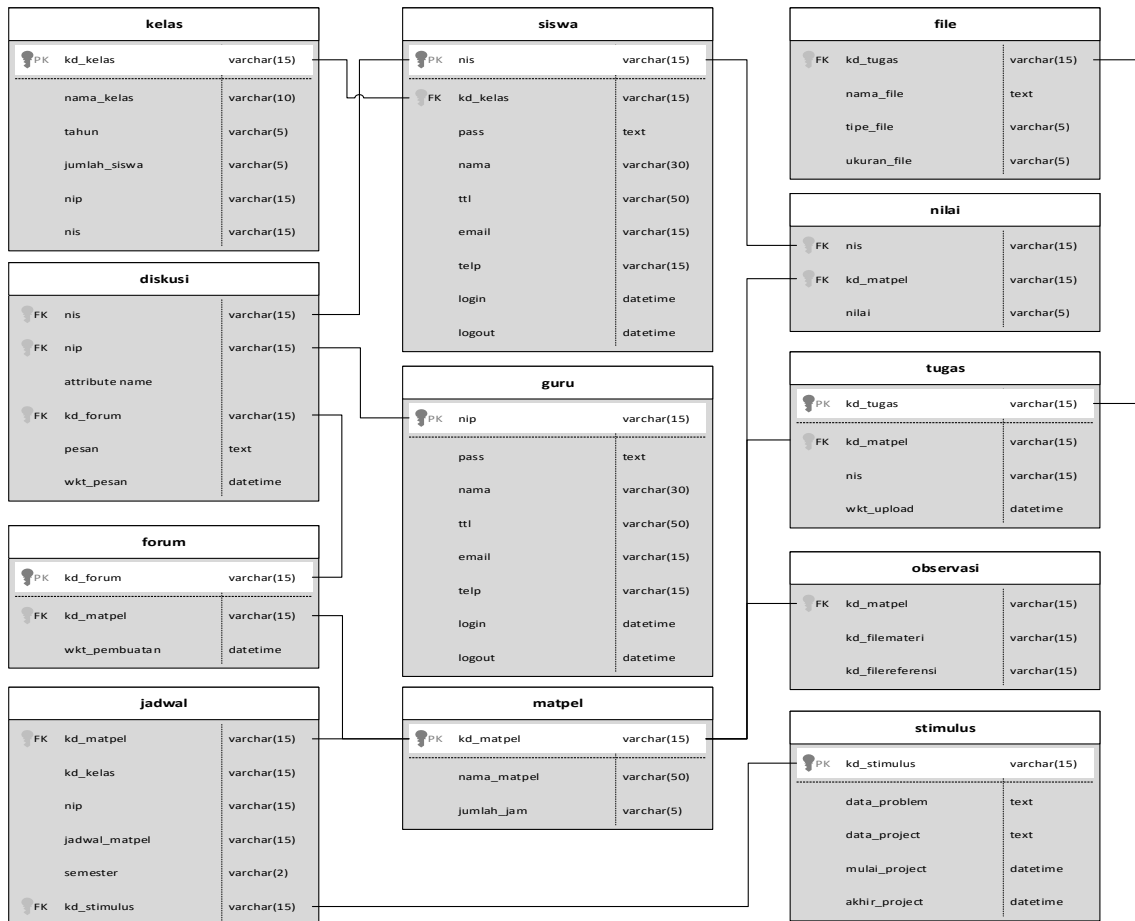 kelas
PK kd_kelas varchar(15)
nama_kelas varchar(10)
tahun varchar(5)
jumlah_siswa varchar(5)
nip varchar(15)
nis varchar(15)
diskusi
FK nis varchar(15)
FK nip varchar(15)
attribute name
FK kd_forum varchar(15)
pesan text
wkt_pesan datetime
forum
PK kd_forum varchar(15)
FK kd_matpel varchar(15)
wkt_pembuatan datetime
jadwal
FK kd_matpel varchar(15)
kd_kelas varchar(15)
nip varchar(15)
jadwal_matpel varchar(15)
semester varchar(2)
FK kd_stimulus varchar(15)
siswa
PK nis varchar(15)
FK kd_kelas varchar(15)
pass text
nama varchar(30)
ttl varchar(50)
email varchar(15)
telp varchar(15)
login datetime
logout datetime
guru
PK nip varchar(15)
pass text
nama varchar(30)
ttl varchar(50)
email varchar(15)
telp varchar(15)
login datetime
logout datetime
matpel
PK kd_matpel varchar(15)
nama_matpel varchar(50)
jumlah_jam varchar(5)
file
FK kd_tugas varchar(15)
nama_file text
tipe_file varchar(5)
ukuran_file varchar(5)
nilai
FK nis varchar(15)
FK kd_matpel varchar(15)
nilai varchar(5)
tugas
PK kd_tugas varchar(15)
FK kd_matpel varchar(15)
nis varchar(15)
wkt_upload datetime
observasi
FK kd_matpel varchar(15)
kd_filemateri varchar(15)
kd_filereferensi varchar(15)
stimulus
PK kd_stimulus varchar(15)
data_problem text
data_project text
mulai_project datetime
akhir_project datetime